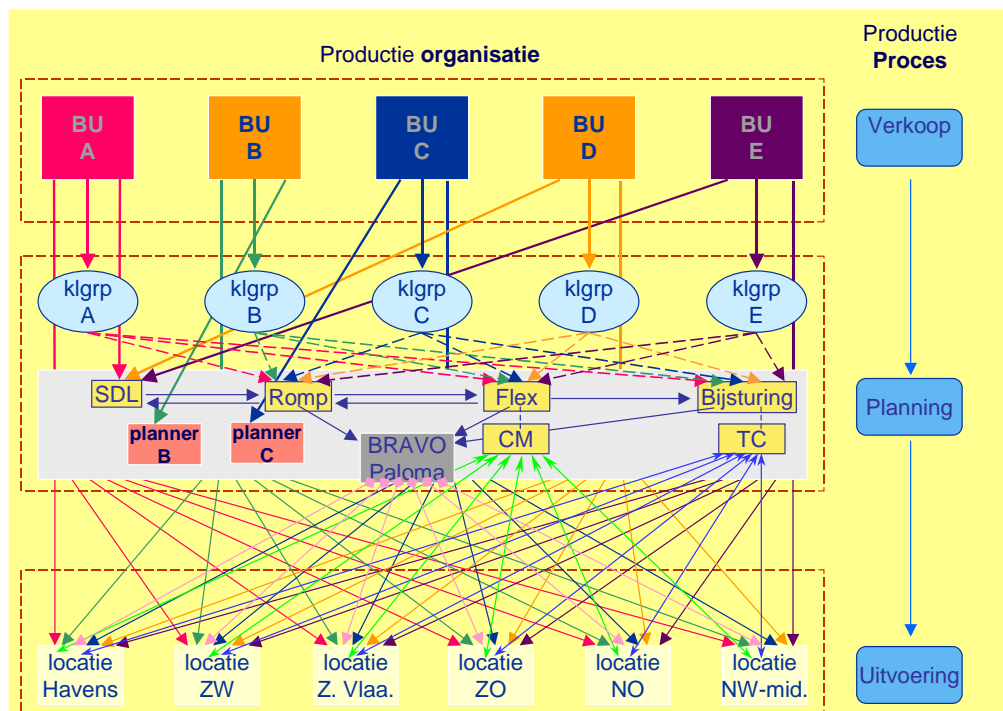 Productie organisatie
Productie
Proces
BU
A
BU
B
BU
C
BU
D
BU
E
Verkoop
klgrp
A
klgrp
B
klgrp
C
klgrp
D
klgrp
E
SDL
Romp
Flex
Bijsturing
Planning
planner
B
planner
C
BRAVO
Paloma
CM
TC
locatie
Havens
locatie
ZW
locatie
Z. Vlaa.
locatie
ZO
locatie
NO
locatie
NW-mid.
Uitvoering